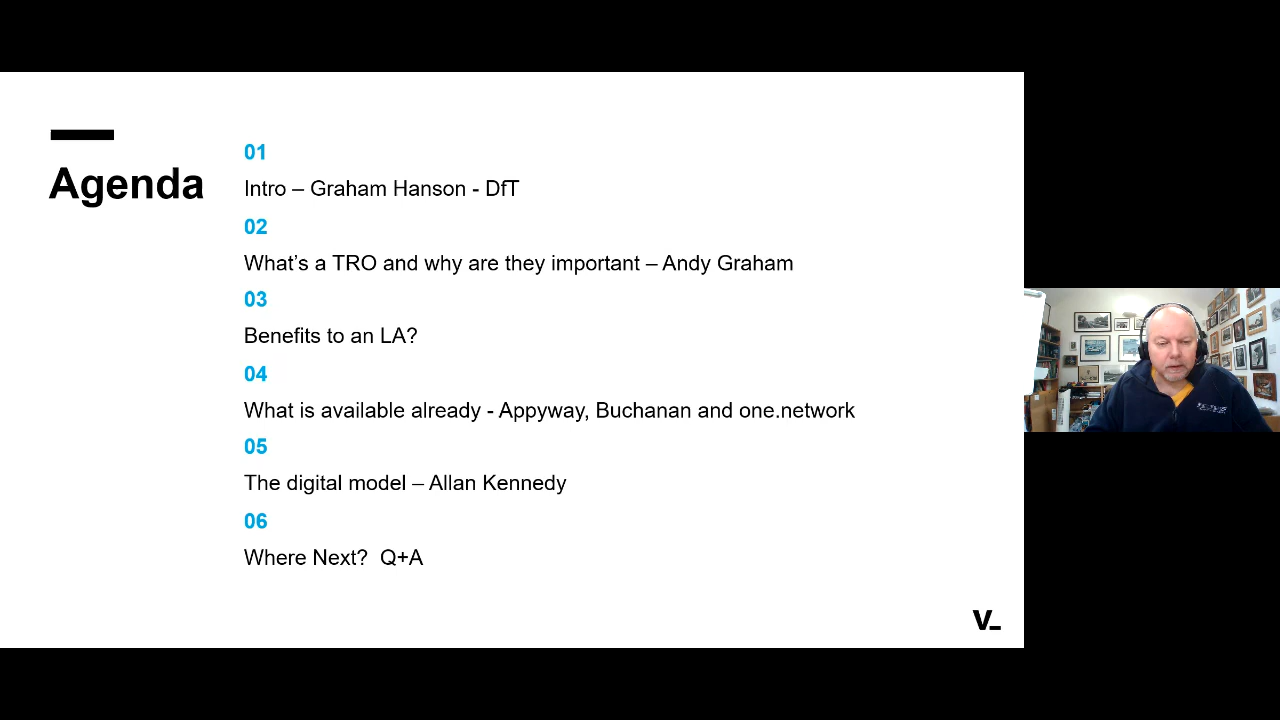 Agenda
01
Intro – Graham Hanson - DfT
02
What’s a TRO and why are they important – Andy Graham
03
Benefits to an LA?
04
What is available already - Appyway, Buchanan and one.network
05
The digital model – Allan Kennedy
06
Where Next?  Q+A
V_